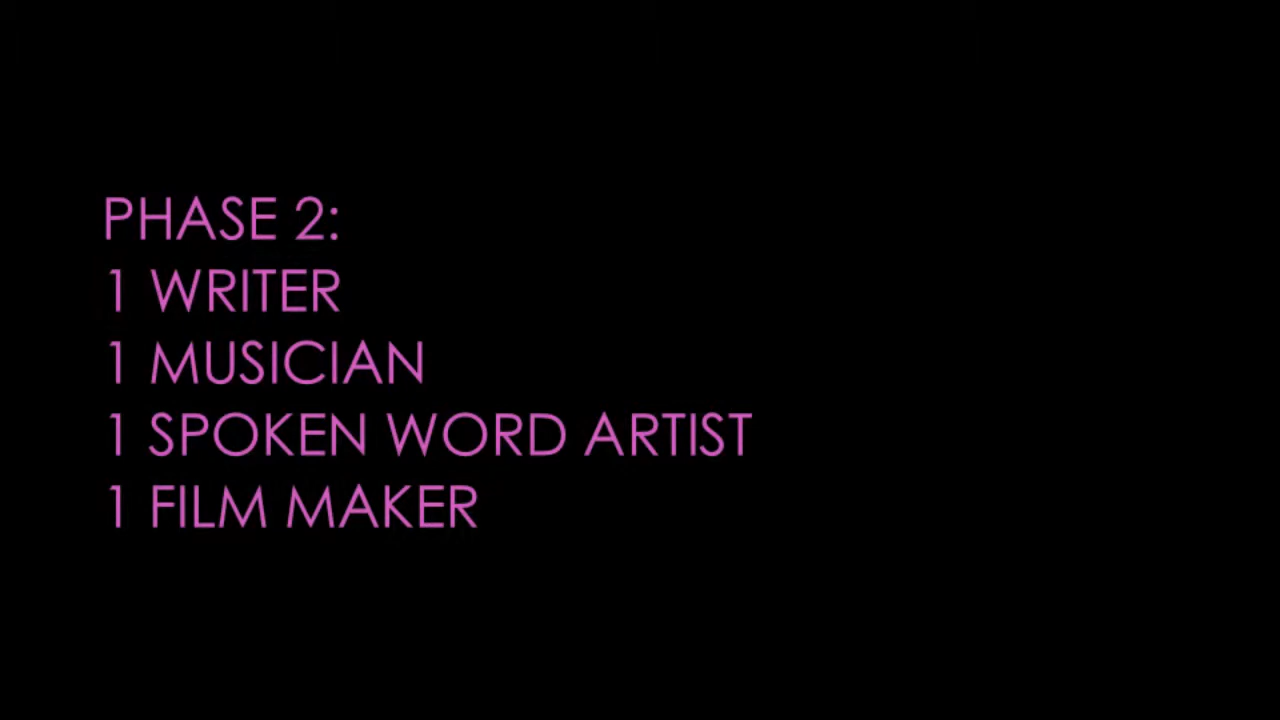 PHASE 2:
1 WRITER
1 MUSICIAN
1 SPOKEN WORD ARTIST
1 FILM MAKER